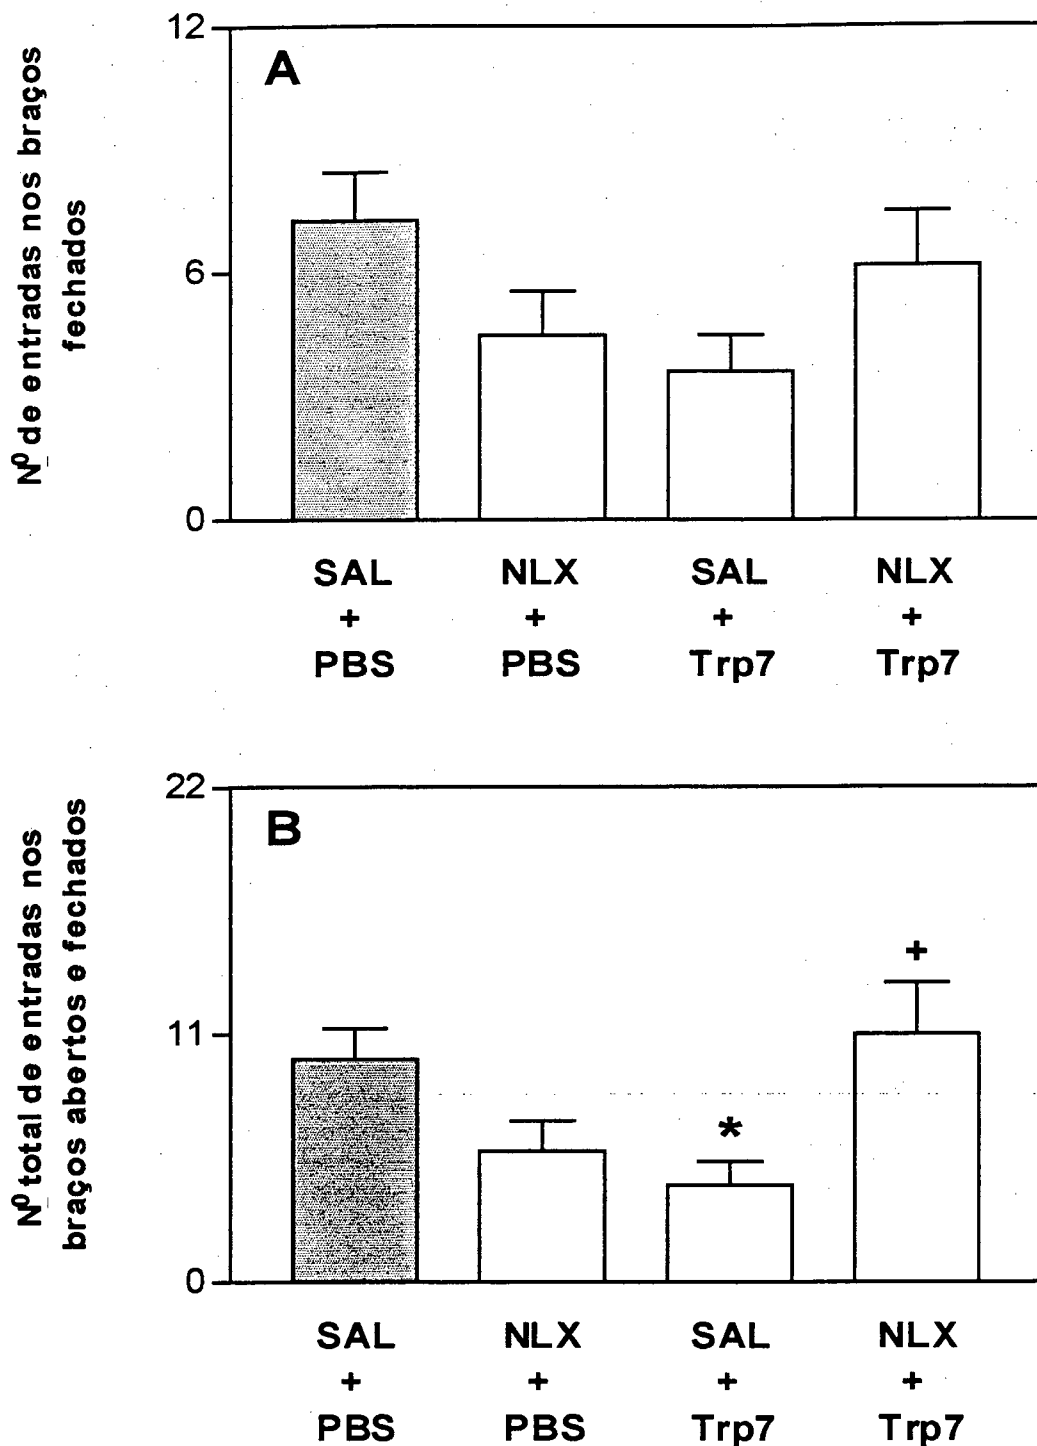 Nº de entradas nos braços
fechados
A
12
6
0
SAL
+
PBS
NLX
+
PBS
SAL
+
Trp7
NLX
+
Trp7
Nº total de entradas nos
braços abertos e fechados
B
22
11
0
*
+
SAL
+
PBS
NLX
+
PBS
SAL
+
Trp7
NLX
+
Trp7